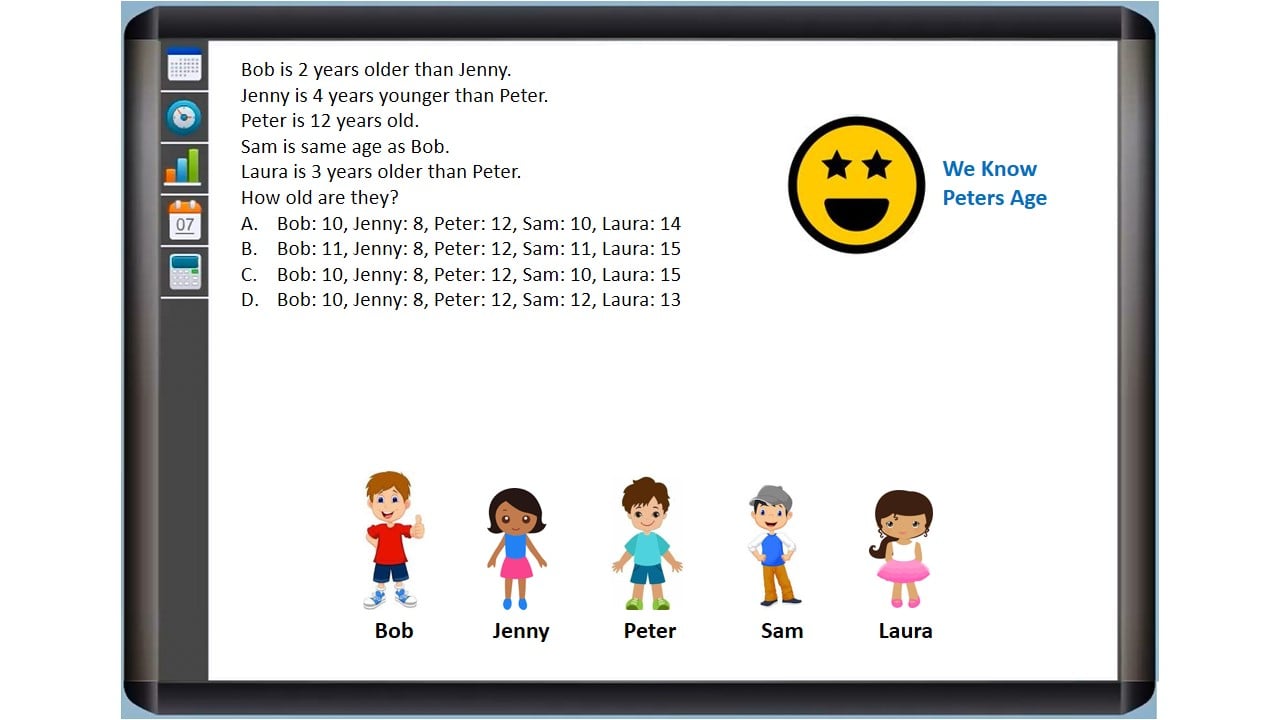 Bob is 2 years older than Jenny.
Jenny is 4 years younger than Peter.
Peter is 12 years old.
Sam is same age as Bob.
Laura is 3 years older than Peter.
How old are they?
A. Bob: 10, Jenny: 8, Peter: 12, Sam: 10, Laura: 14
B. Bob: 11, Jenny: 8, Peter: 12, Sam: 11, Laura: 15
C. Bob: 10, Jenny: 8, Peter: 12, Sam: 10, Laura: 15
D. Bob: 10, Jenny: 8, Peter: 12, Sam: 12, Laura: 13
We Know
Peters Age
07
Bob
Jenny
Peter
Sam
Laura